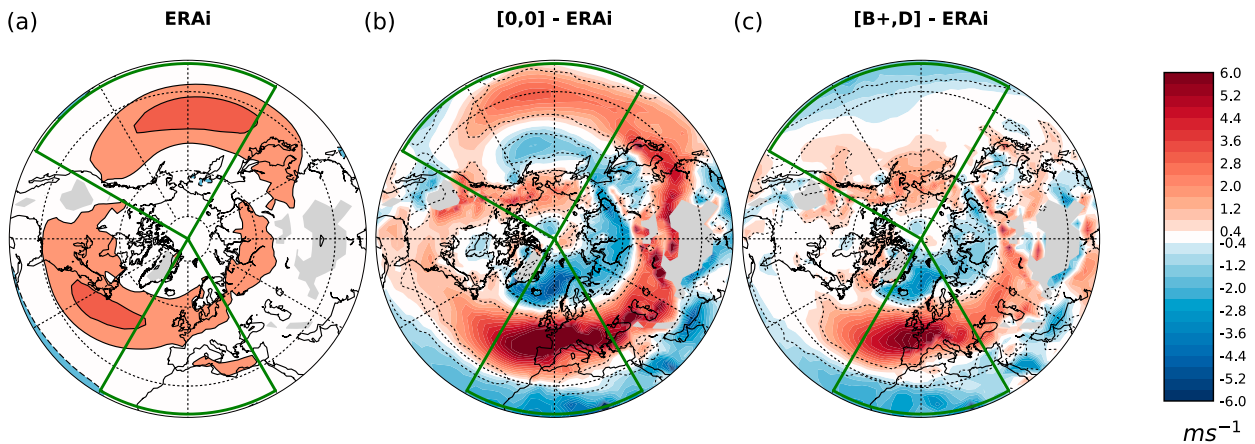 (a)
ERAi
(b)
[0,0] - ERAi
(c)
[B+,D] - ERAi
6.0
5.2
4.4
3.6
2.8
2.0
1.2
0.4
-0.4
-1.2
-2.0
-2.8
-3.6
-4.4
-5.2
-6.0
ms⁻¹